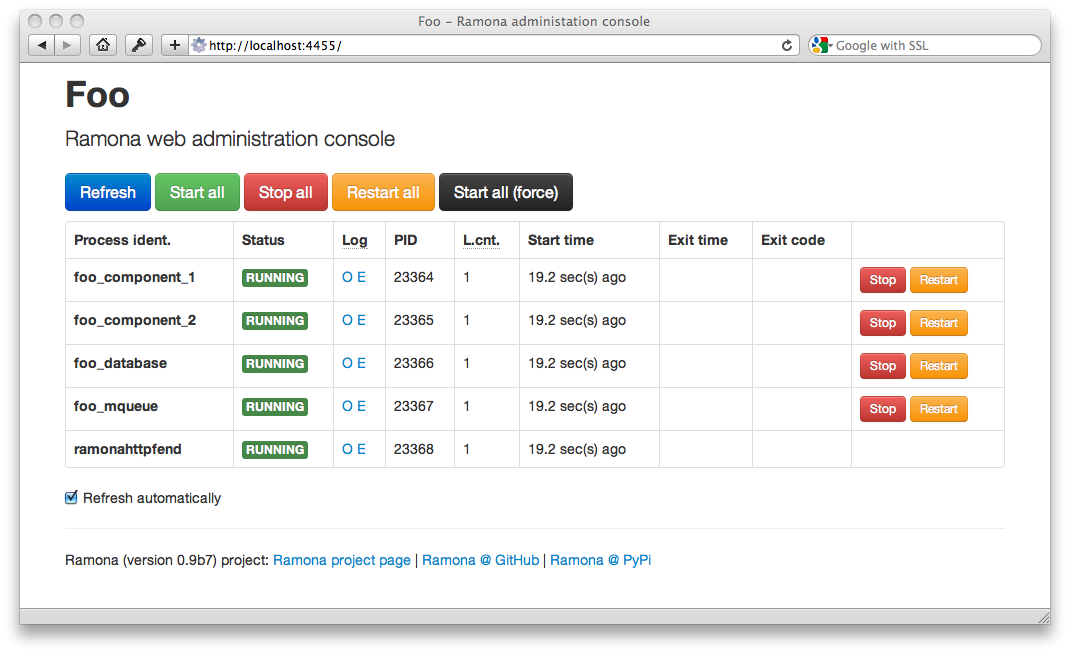 Foo – Ramona administation console
http://localhost:4455/
Google with SSL
Foo
Ramona web administration console
Refresh Start all Stop all Restart all Start all (force)
Process ident. Status Log PID L.cnt. Start time Exit time Exit code
foo_component_1 RUNNING O E 23364 1 19.2 sec(s) ago Stop Restart
foo_component_2 RUNNING O E 23365 1 19.2 sec(s) ago Stop Restart
foo_database RUNNING O E 23366 1 19.2 sec(s) ago Stop Restart
foo_mqueue RUNNING O E 23367 1 19.2 sec(s) ago Stop Restart
ramonahttpfend RUNNING O E 23368 1 19.2 sec(s) ago
Refresh automatically
Ramona (version 0.9b7) project: Ramona project page | Ramona @ GitHub | Ramona @ PyPi